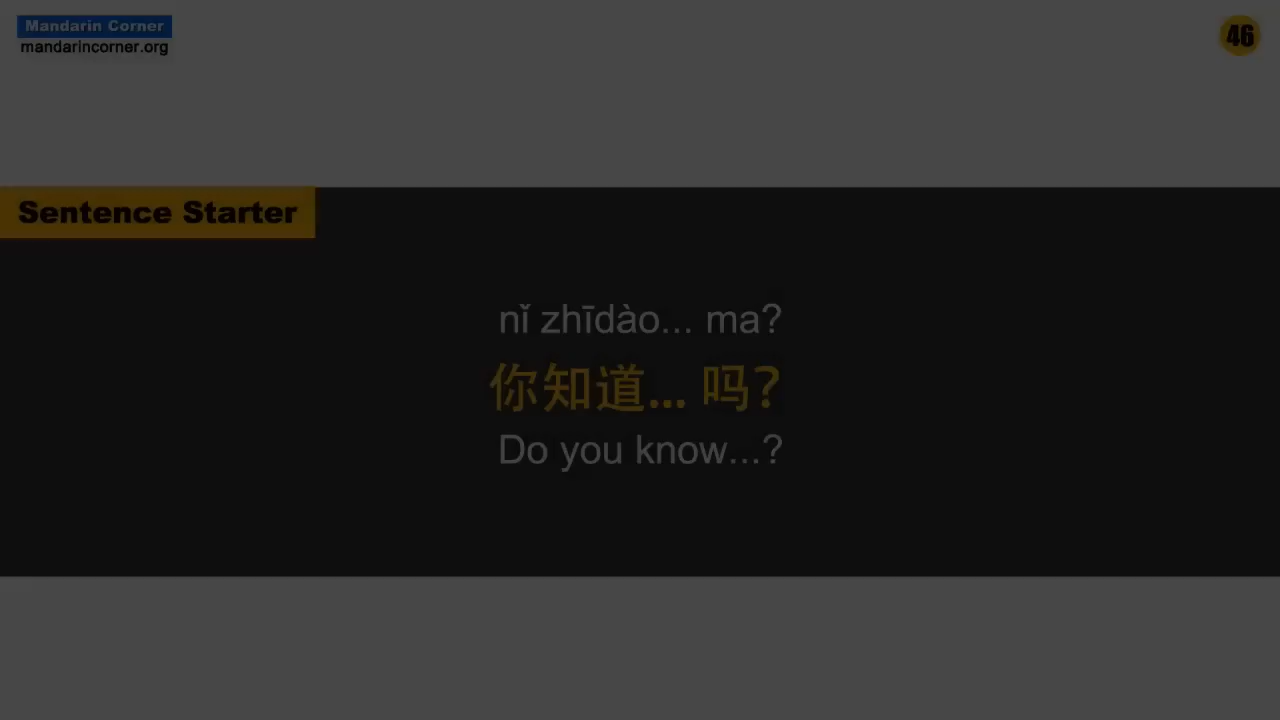 Mandarin Corner
mandarincorner.org
46
Sentence Starter
nǐ zhīdào... ma?
你知道... 吗?
Do you know...?